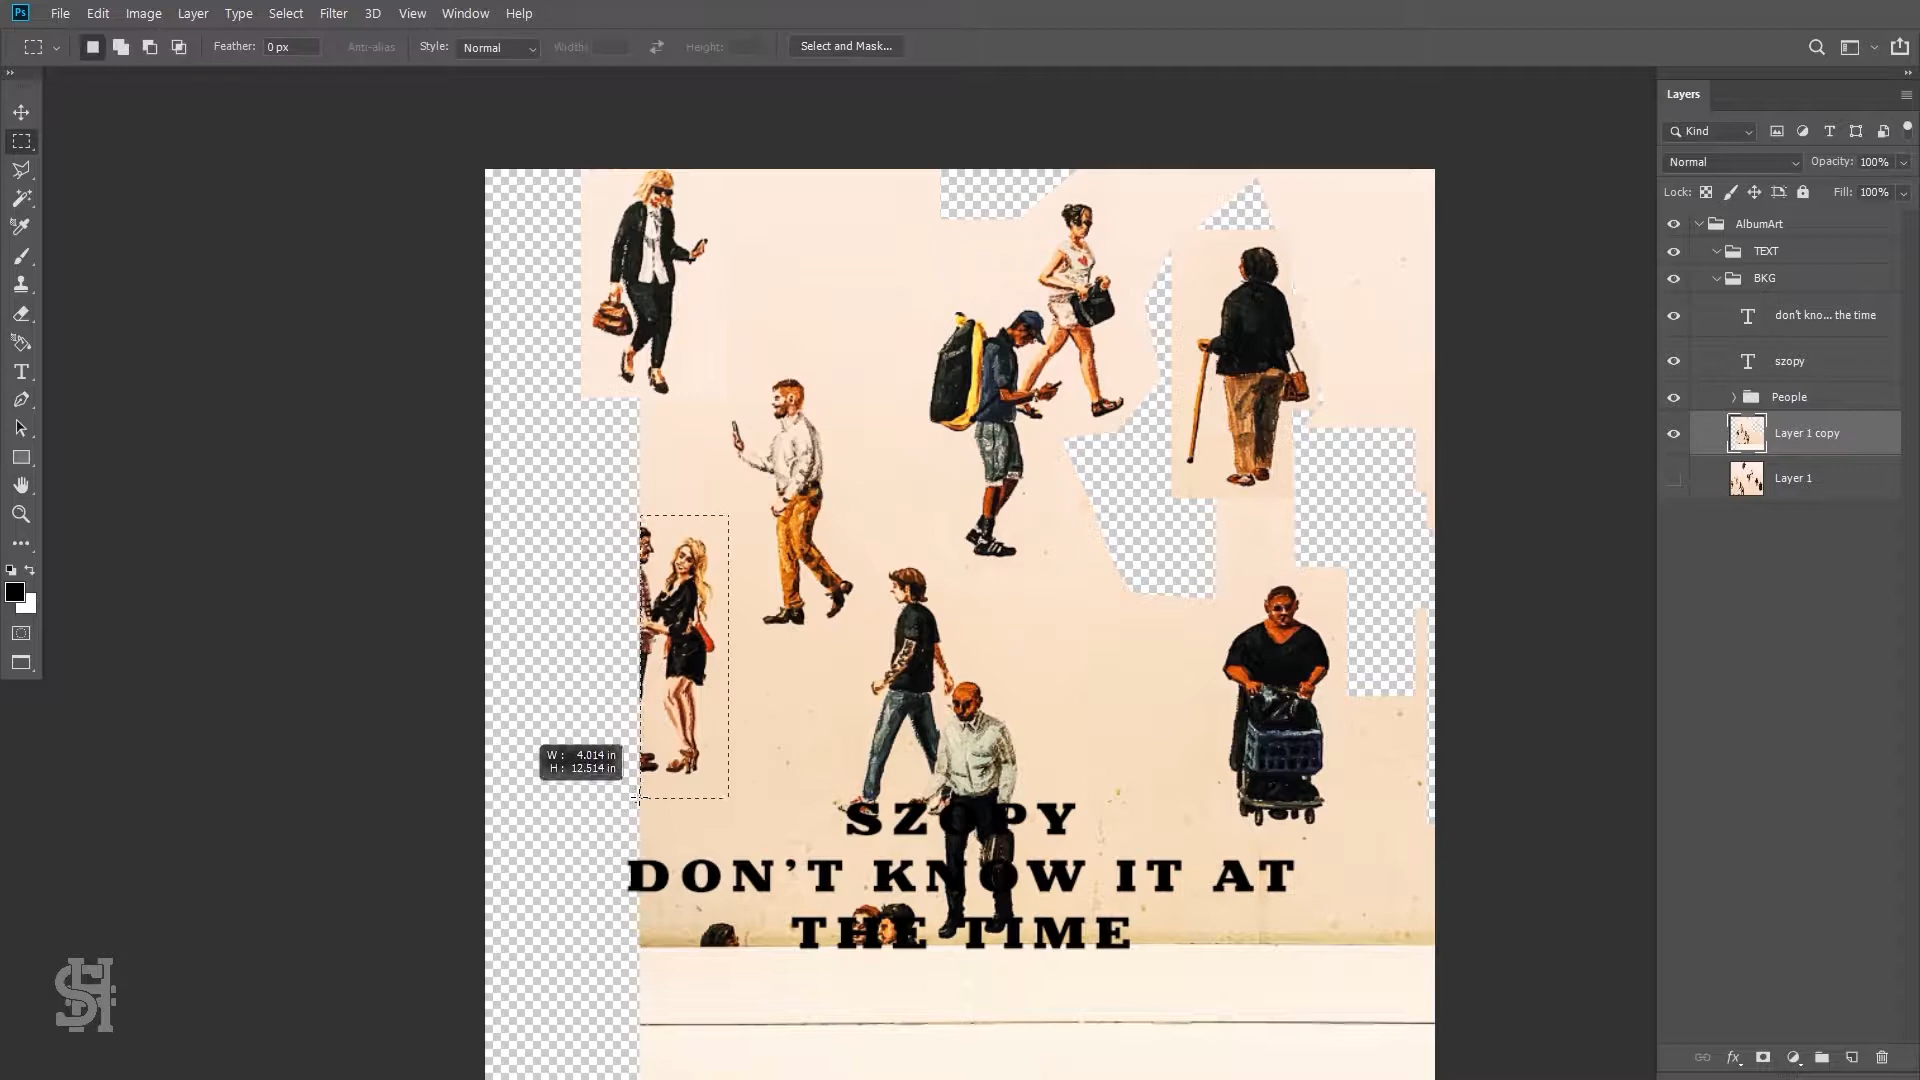 Ps File Edit Image Layer Type Select Filter 3D View Window Help
Feather: 0 px Anti-alias Style: Normal Width: Height: Select and Mask...
Layers
Kind
Normal Opacity: 100%
Lock: Fill: 100%
AlbumArt
TEXT
BKG
don't kno... the time
szopy
People
Layer 1 copy
Layer 1
W : 4.014 in
H : 12.514 in
SZOPY
DON'T KNOW IT AT
THE TIME
SH